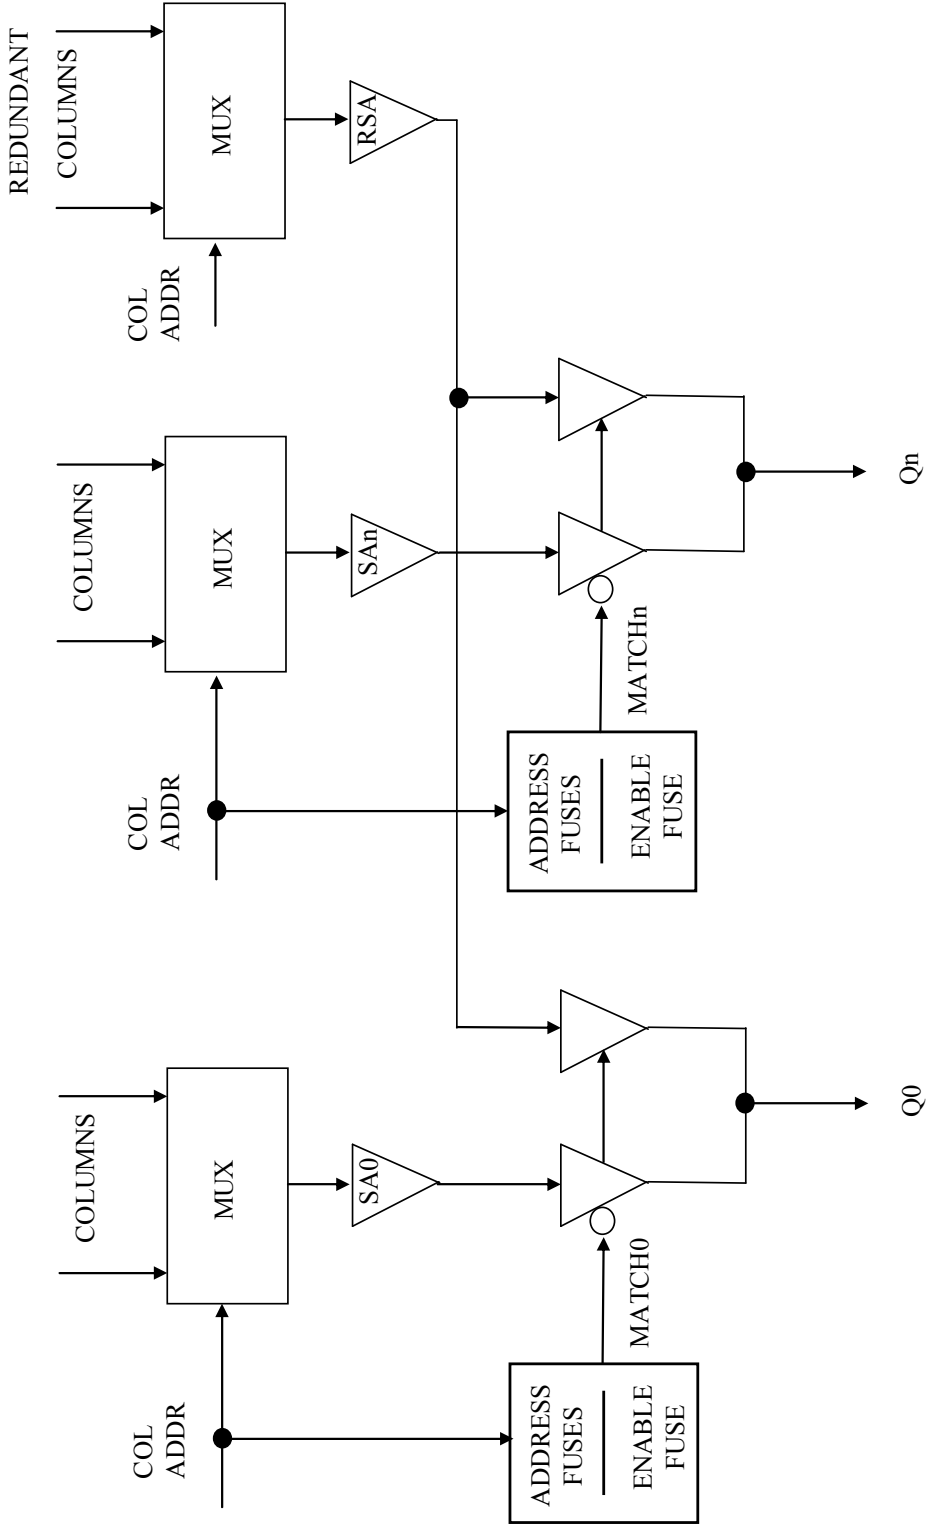 REDUNDANT
COLUMNS
MUX
COL
ADDR
RSA
COLUMNS
MUX
COL
ADDR
SAn
ADDRESS
FUSES
ENABLE
FUSE
MATCHn
Qn
COLUMNS
MUX
COL
ADDR
SA0
ADDRESS
FUSES
ENABLE
FUSE
MATCH0
Q0